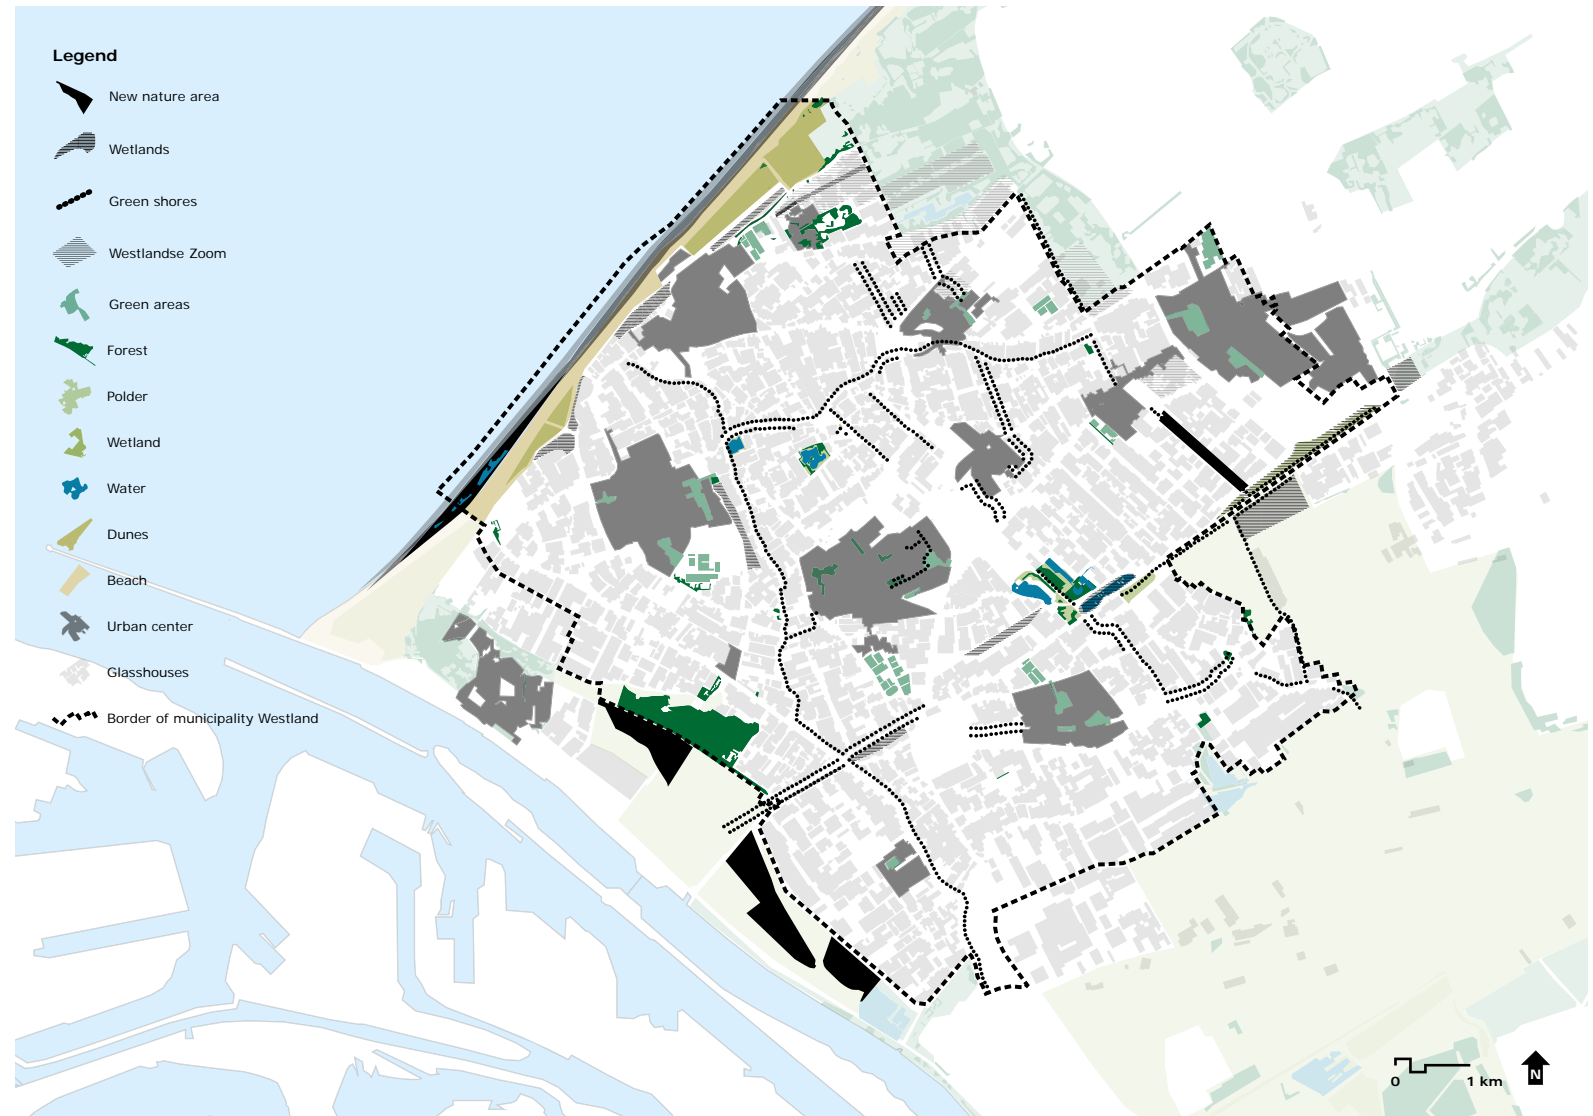 Legend
New nature area
Wetlands
Green shores
Westlandse Zoom
Green areas
Forest
Polder
Wetland
Water
Dunes
Beach
Urban center
Glasshouses
Border of municipality Westland
0 1 km
N